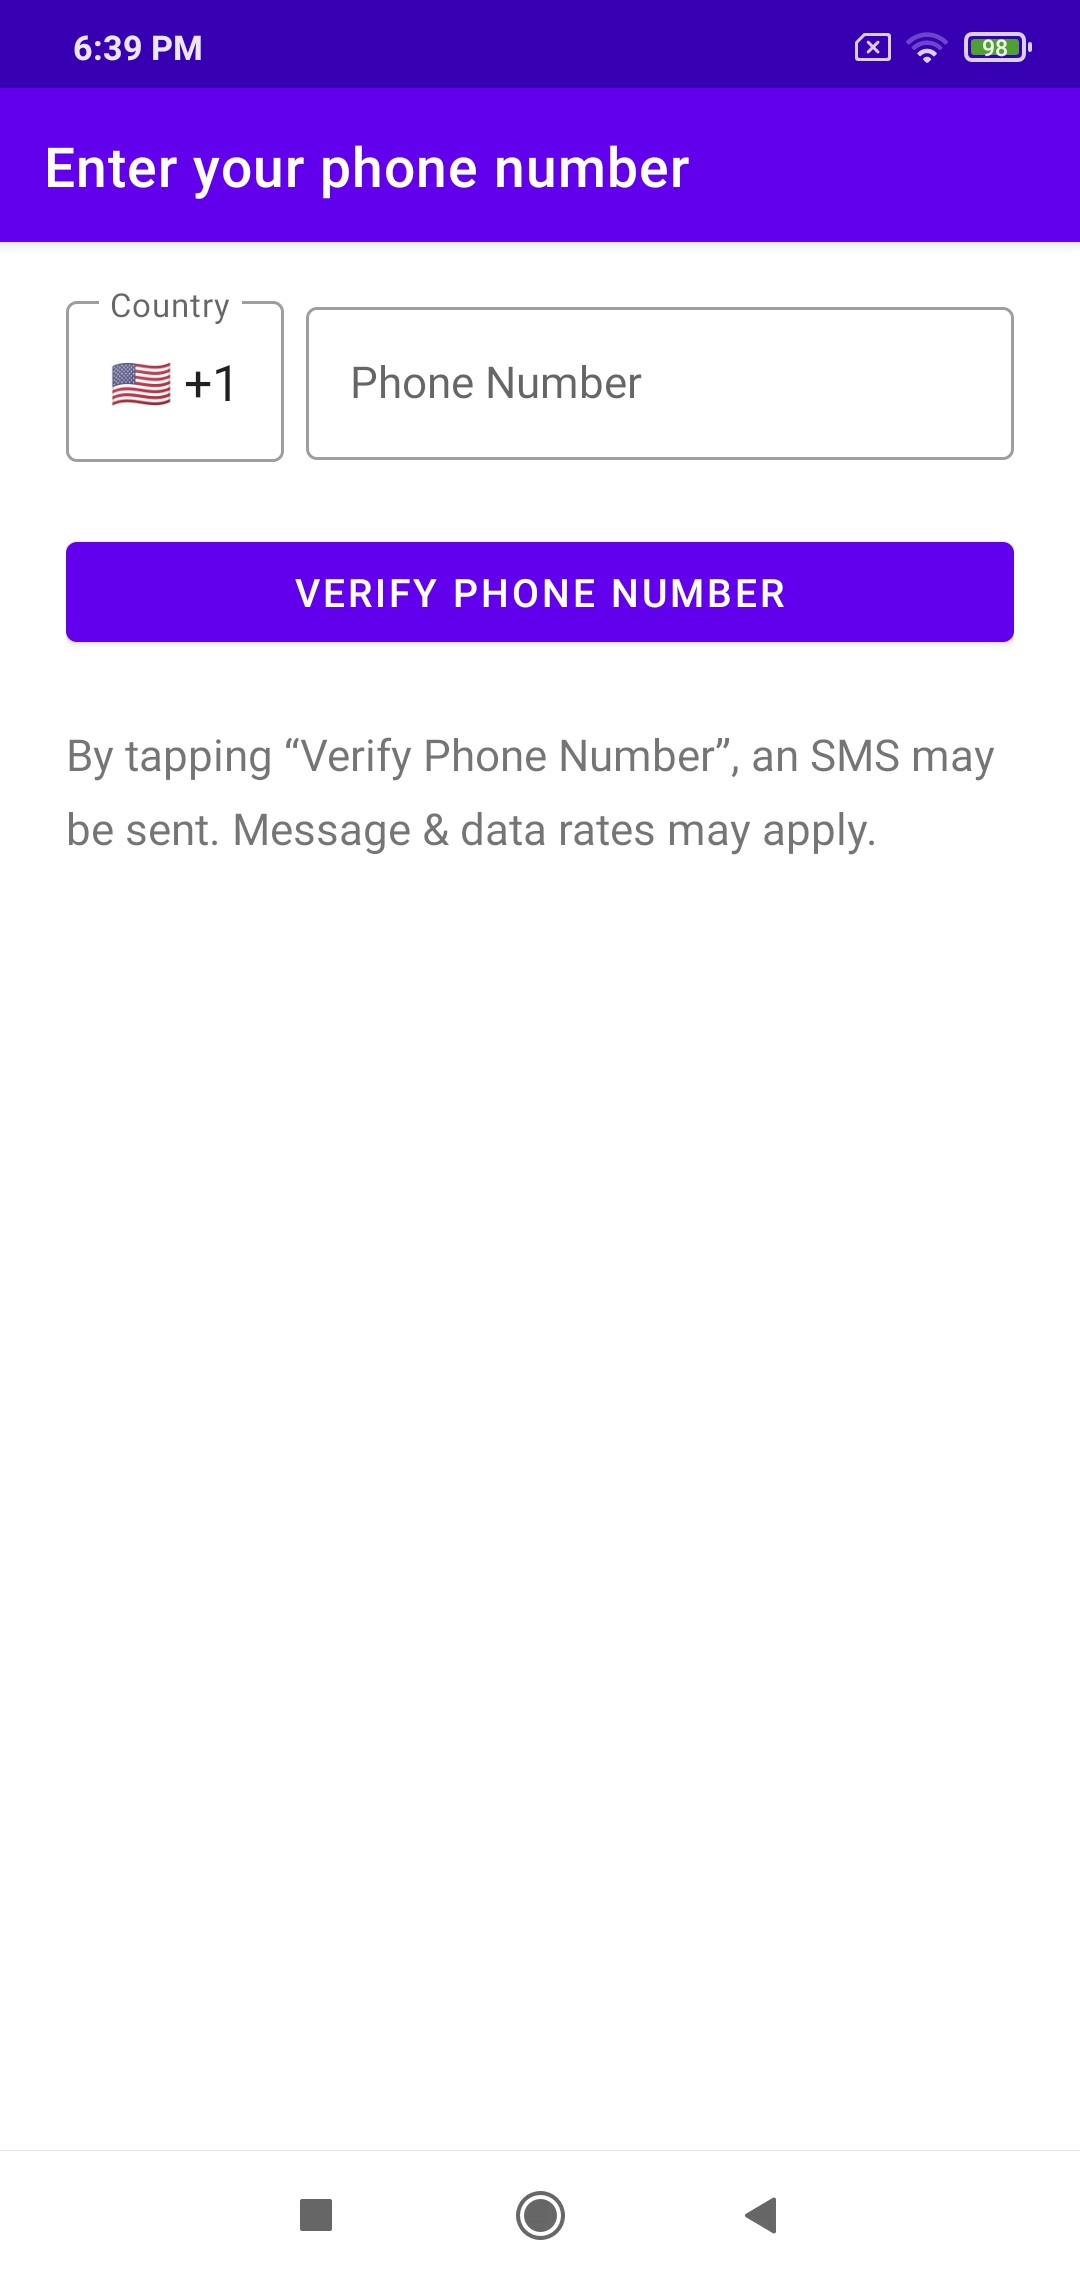 6:39 PM
98
Enter your phone number
Country
+1
Phone Number
VERIFY PHONE NUMBER
By tapping “Verify Phone Number”, an SMS may
be sent. Message & data rates may apply.